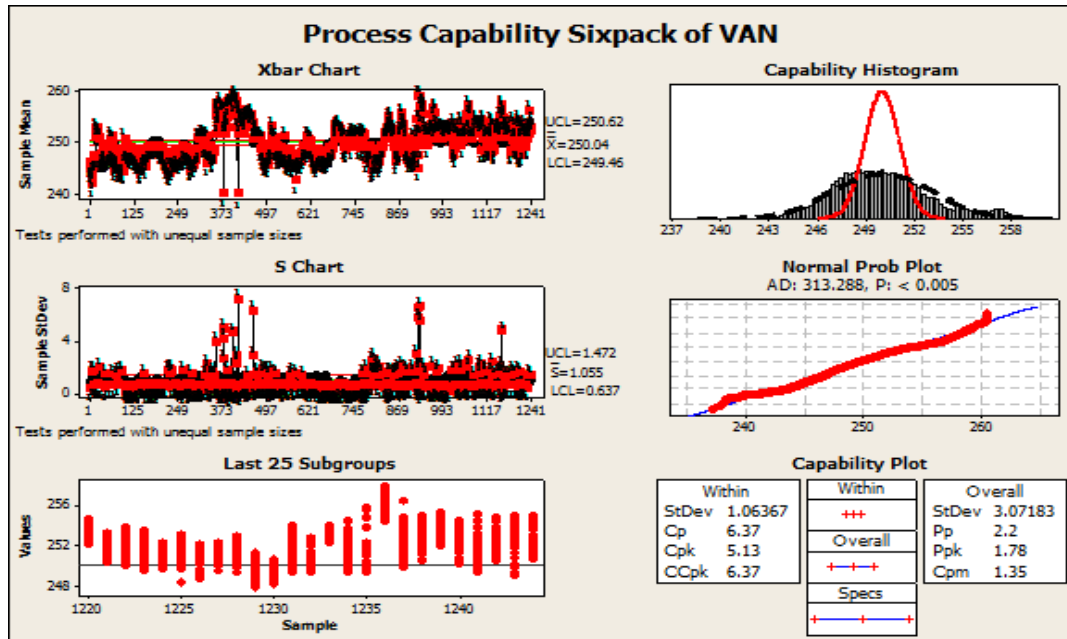 Process Capability Sixpack of VAN
Xbar Chart
Sample Mean
260
250
240
UCL=250.62
X=250.04
LCL=249.46
1 125 249 373 497 621 745 869 993 1117 1241
Tests performed with unequal sample sizes
S Chart
Sample StDev
8
4
0
UCL=1.472
S=1.055
LCL=0.637
1 125 249 373 497 621 745 869 993 1117 1241
Tests performed with unequal sample sizes
Last 25 Subgroups
Values
256
252
248
1220 1225 1230 1235 1240
Sample
Capability Histogram
237 240 243 246 249 252 255 258
Normal Prob Plot
AD: 313.288, P: < 0.005
240 250 260
Capability Plot
Within
StDev 1.06367
Cp 6.37
Cpk 5.13
CCpk 6.37
Within
Overall
Specs
Overall
StDev 3.07183
Pp 2.2
Ppk 1.78
Cpm 1.35